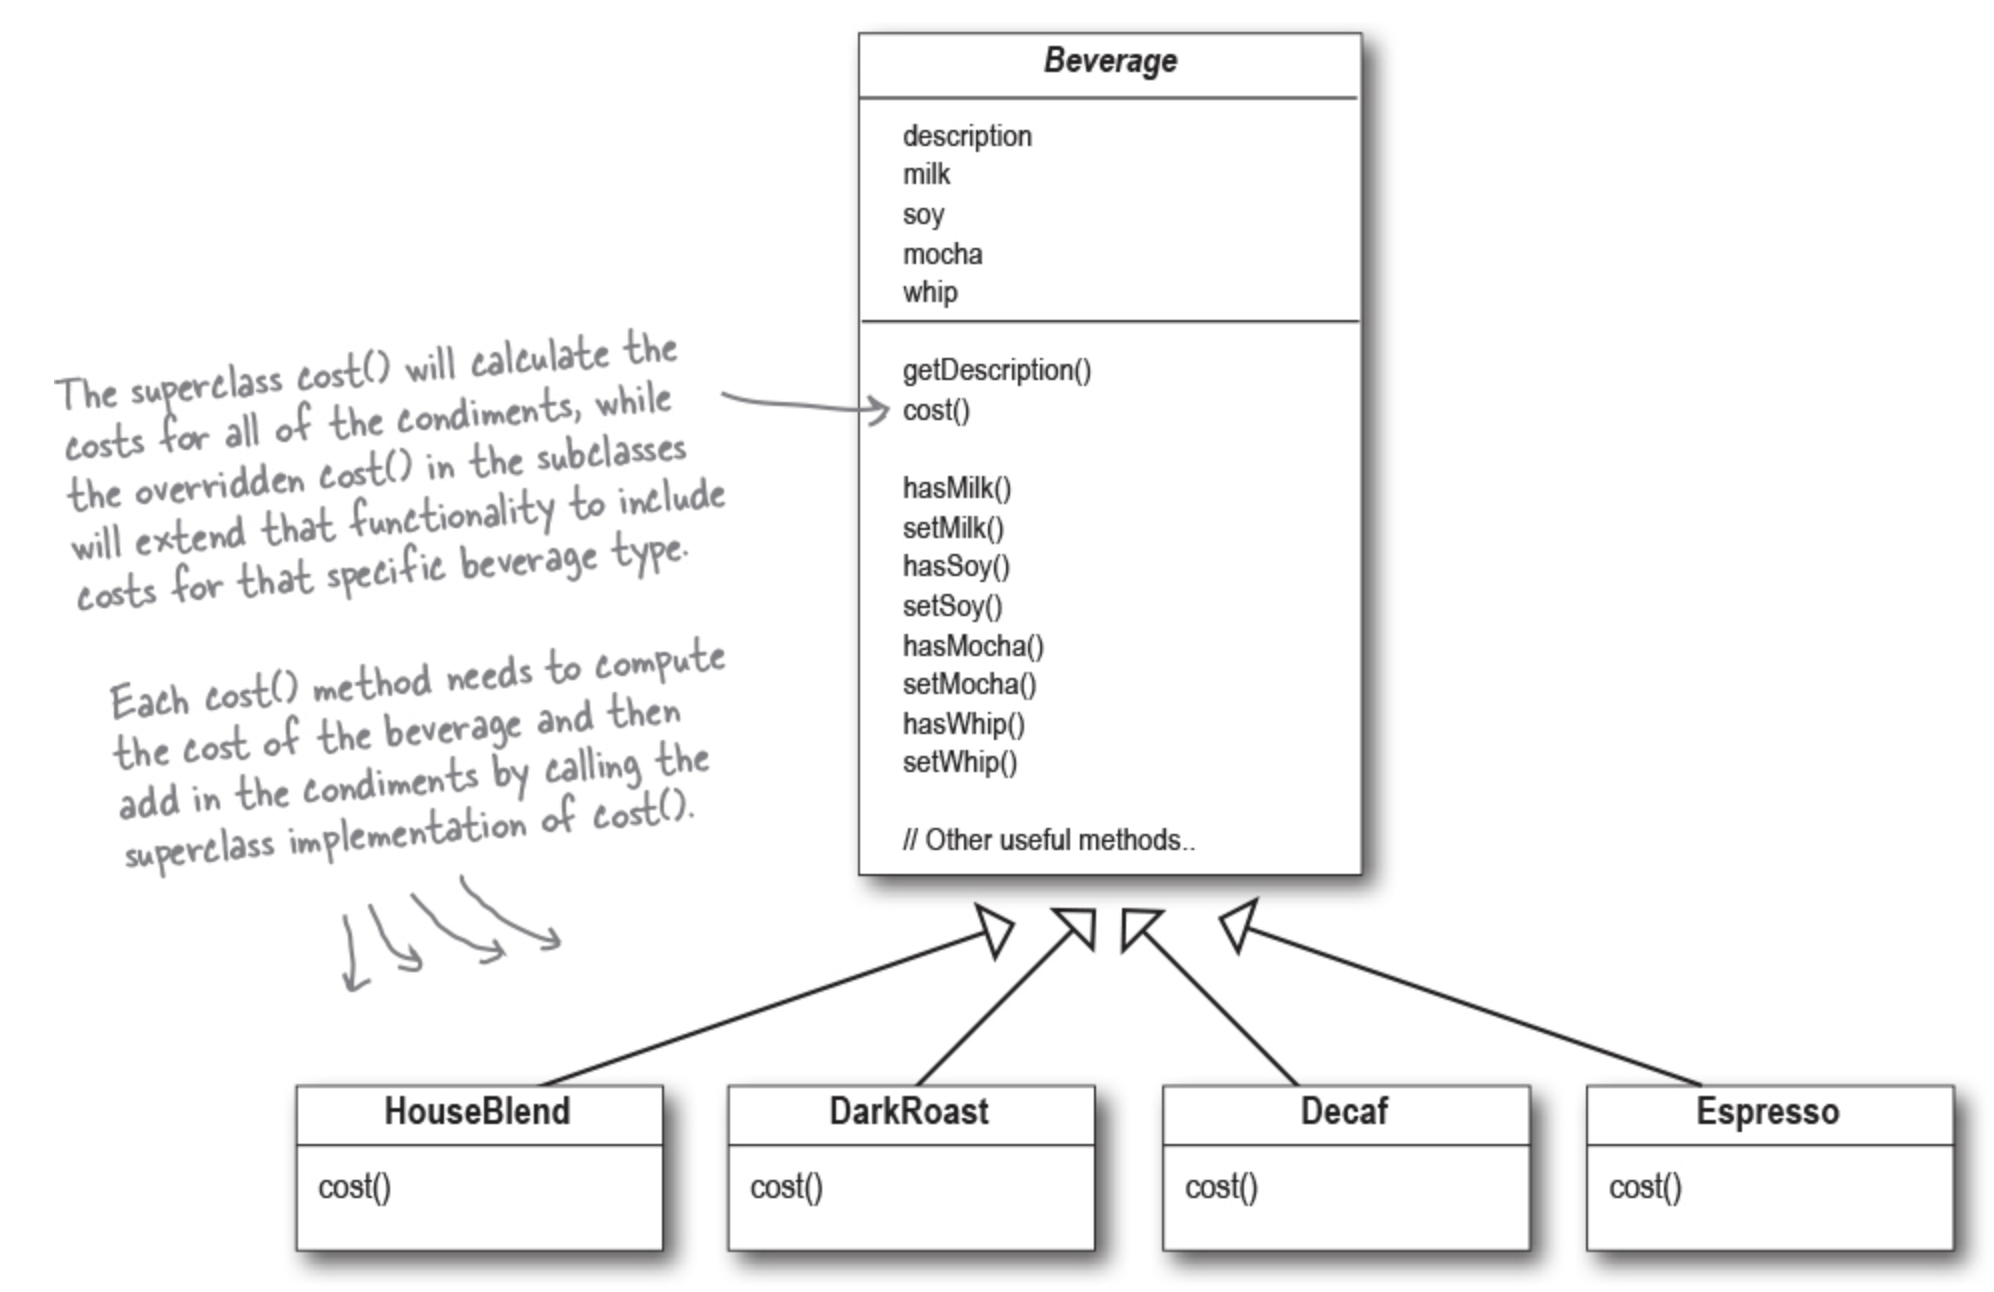 Beverage
description
milk
soy
mocha
whip
getDescription()
cost()
hasMilk()
setMilk()
hasSoy()
setSoy()
hasMocha()
setMocha()
hasWhip()
setWhip()
// Other useful methods..
The superclass cost() will calculate the
costs for all of the condiments, while
the overridden cost() in the subclasses
will extend that functionality to include
costs for that specific beverage type.
Each cost() method needs to compute
the cost of the beverage and then
add in the condiments by calling the
superclass implementation of cost().
HouseBlend
cost()
DarkRoast
cost()
Decaf
cost()
Espresso
cost()